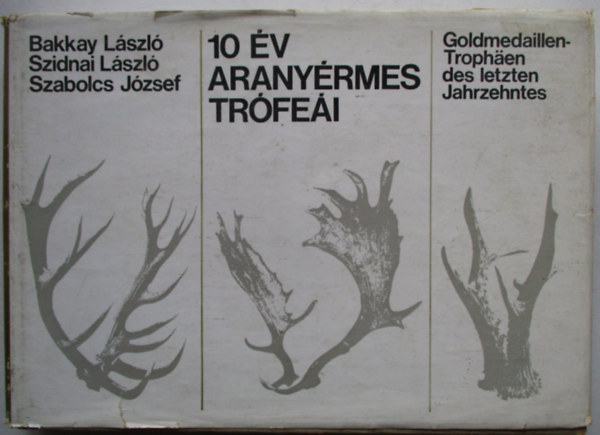 Bakkay László
Szidnai László
Szabolcs József
10 ÉV
ARANYÉRMES
TRÓFEÁI
Goldmedaillen-
Trophäen
des letzten
Jahrzehntes